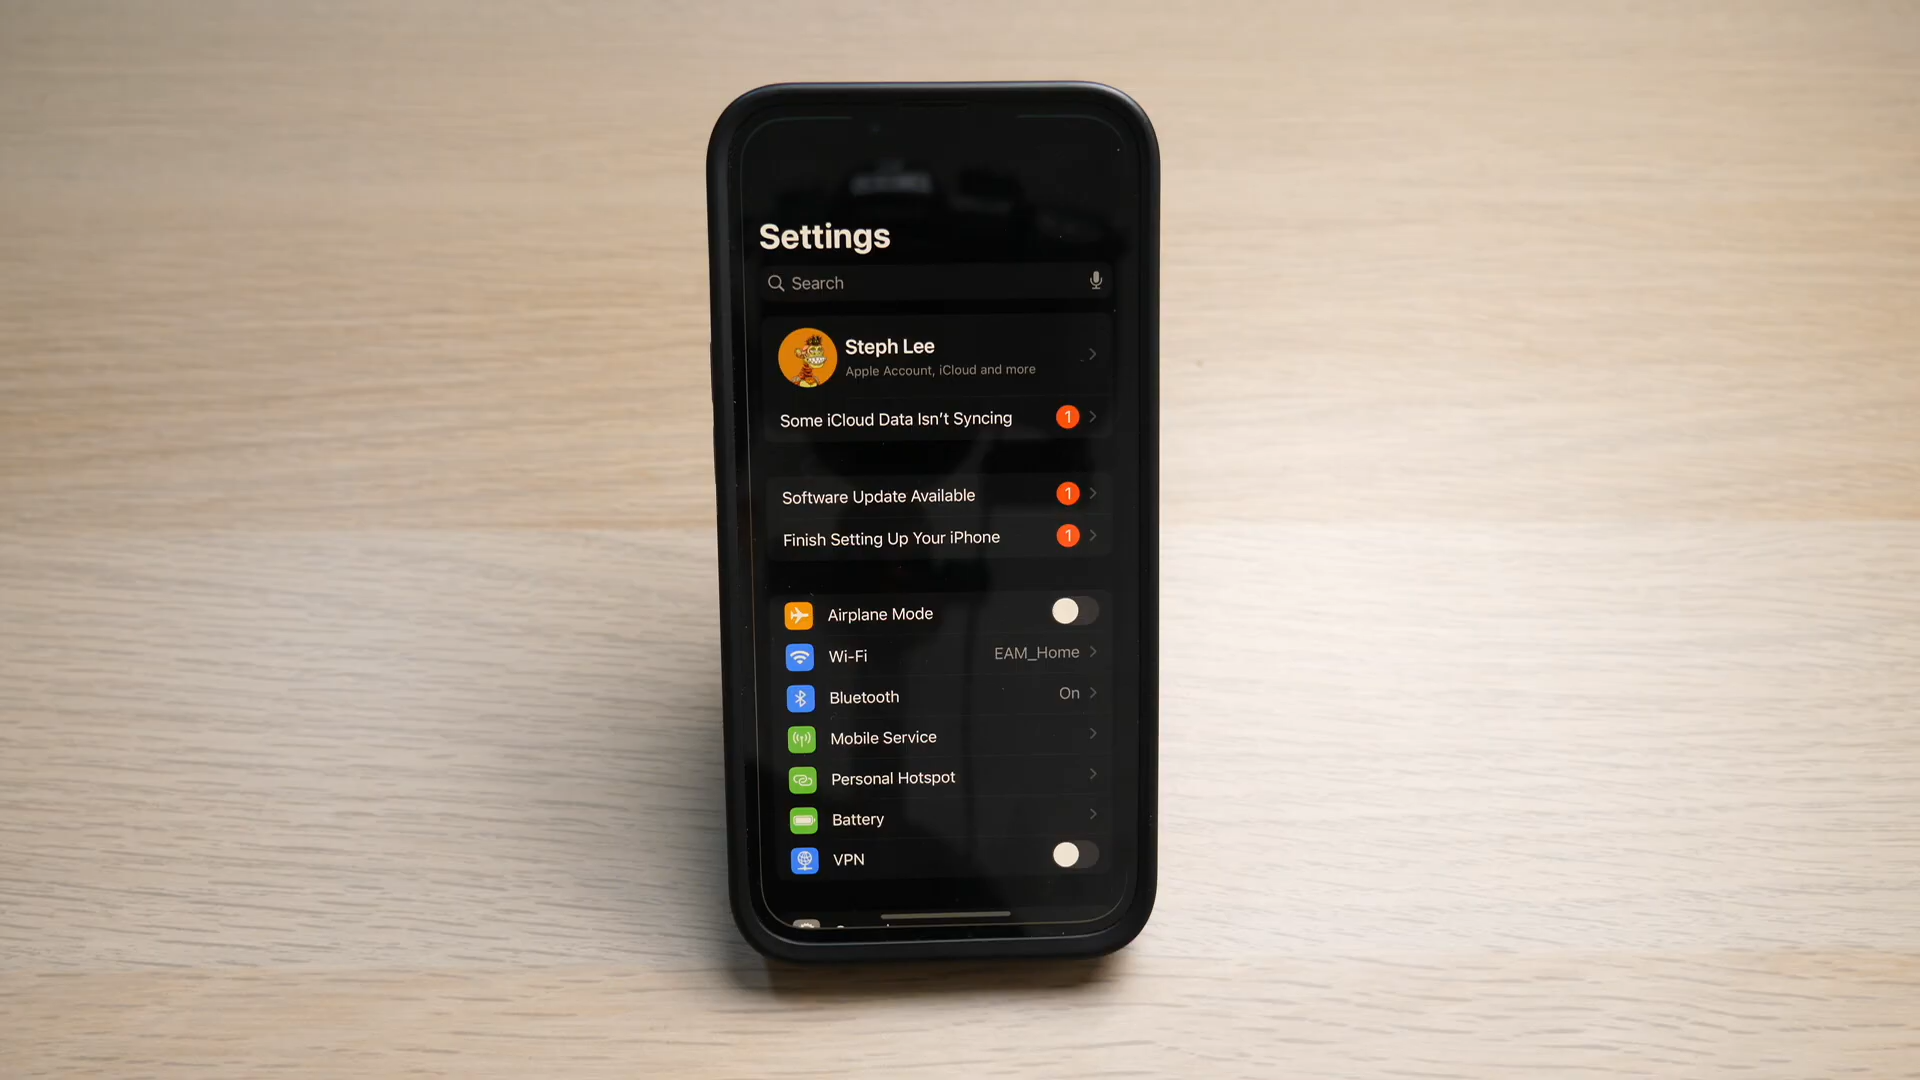 Settings
Search
Steph Lee
Apple Account, iCloud and more
Some iCloud Data Isn’t Syncing 1
Software Update Available 1
Finish Setting Up Your iPhone 1
Airplane Mode
Wi-Fi EAM_Home
Bluetooth On
Mobile Service
Personal Hotspot
Battery
VPN